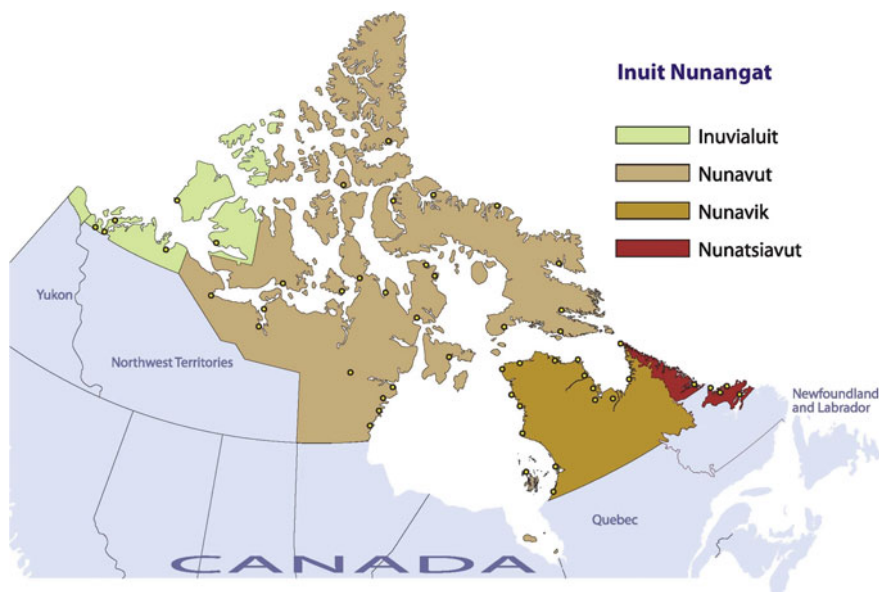 Inuit Nunangat
Inuvialuit
Nunavut
Nunavik
Nunatsiavut
Yukon
Northwest Territories
Newfoundland
and Labrador
Quebec
CANADA